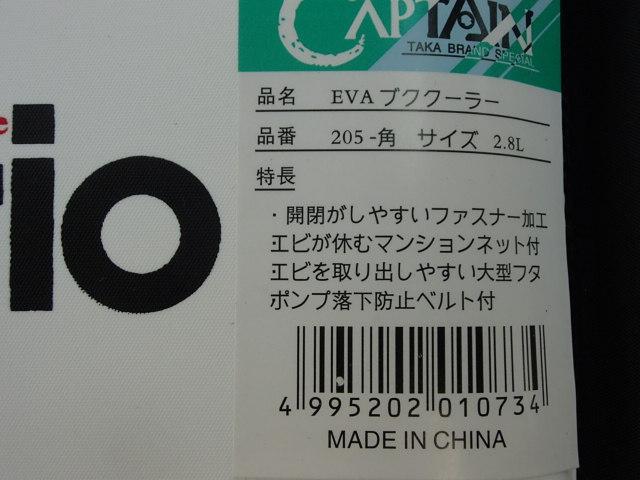 CAPTAIN
TAKA BRAND SPECIAL
品名 EVAブククーラー
品番 205-角 サイズ 2.8L
特長
・開閉がしやすいファスナー加工
エビが休むマンションネット付
エビを取り出しやすい大型フタ
ポンプ落下防止ベルト付
4 995202 010734
MADE IN CHINA
e
io